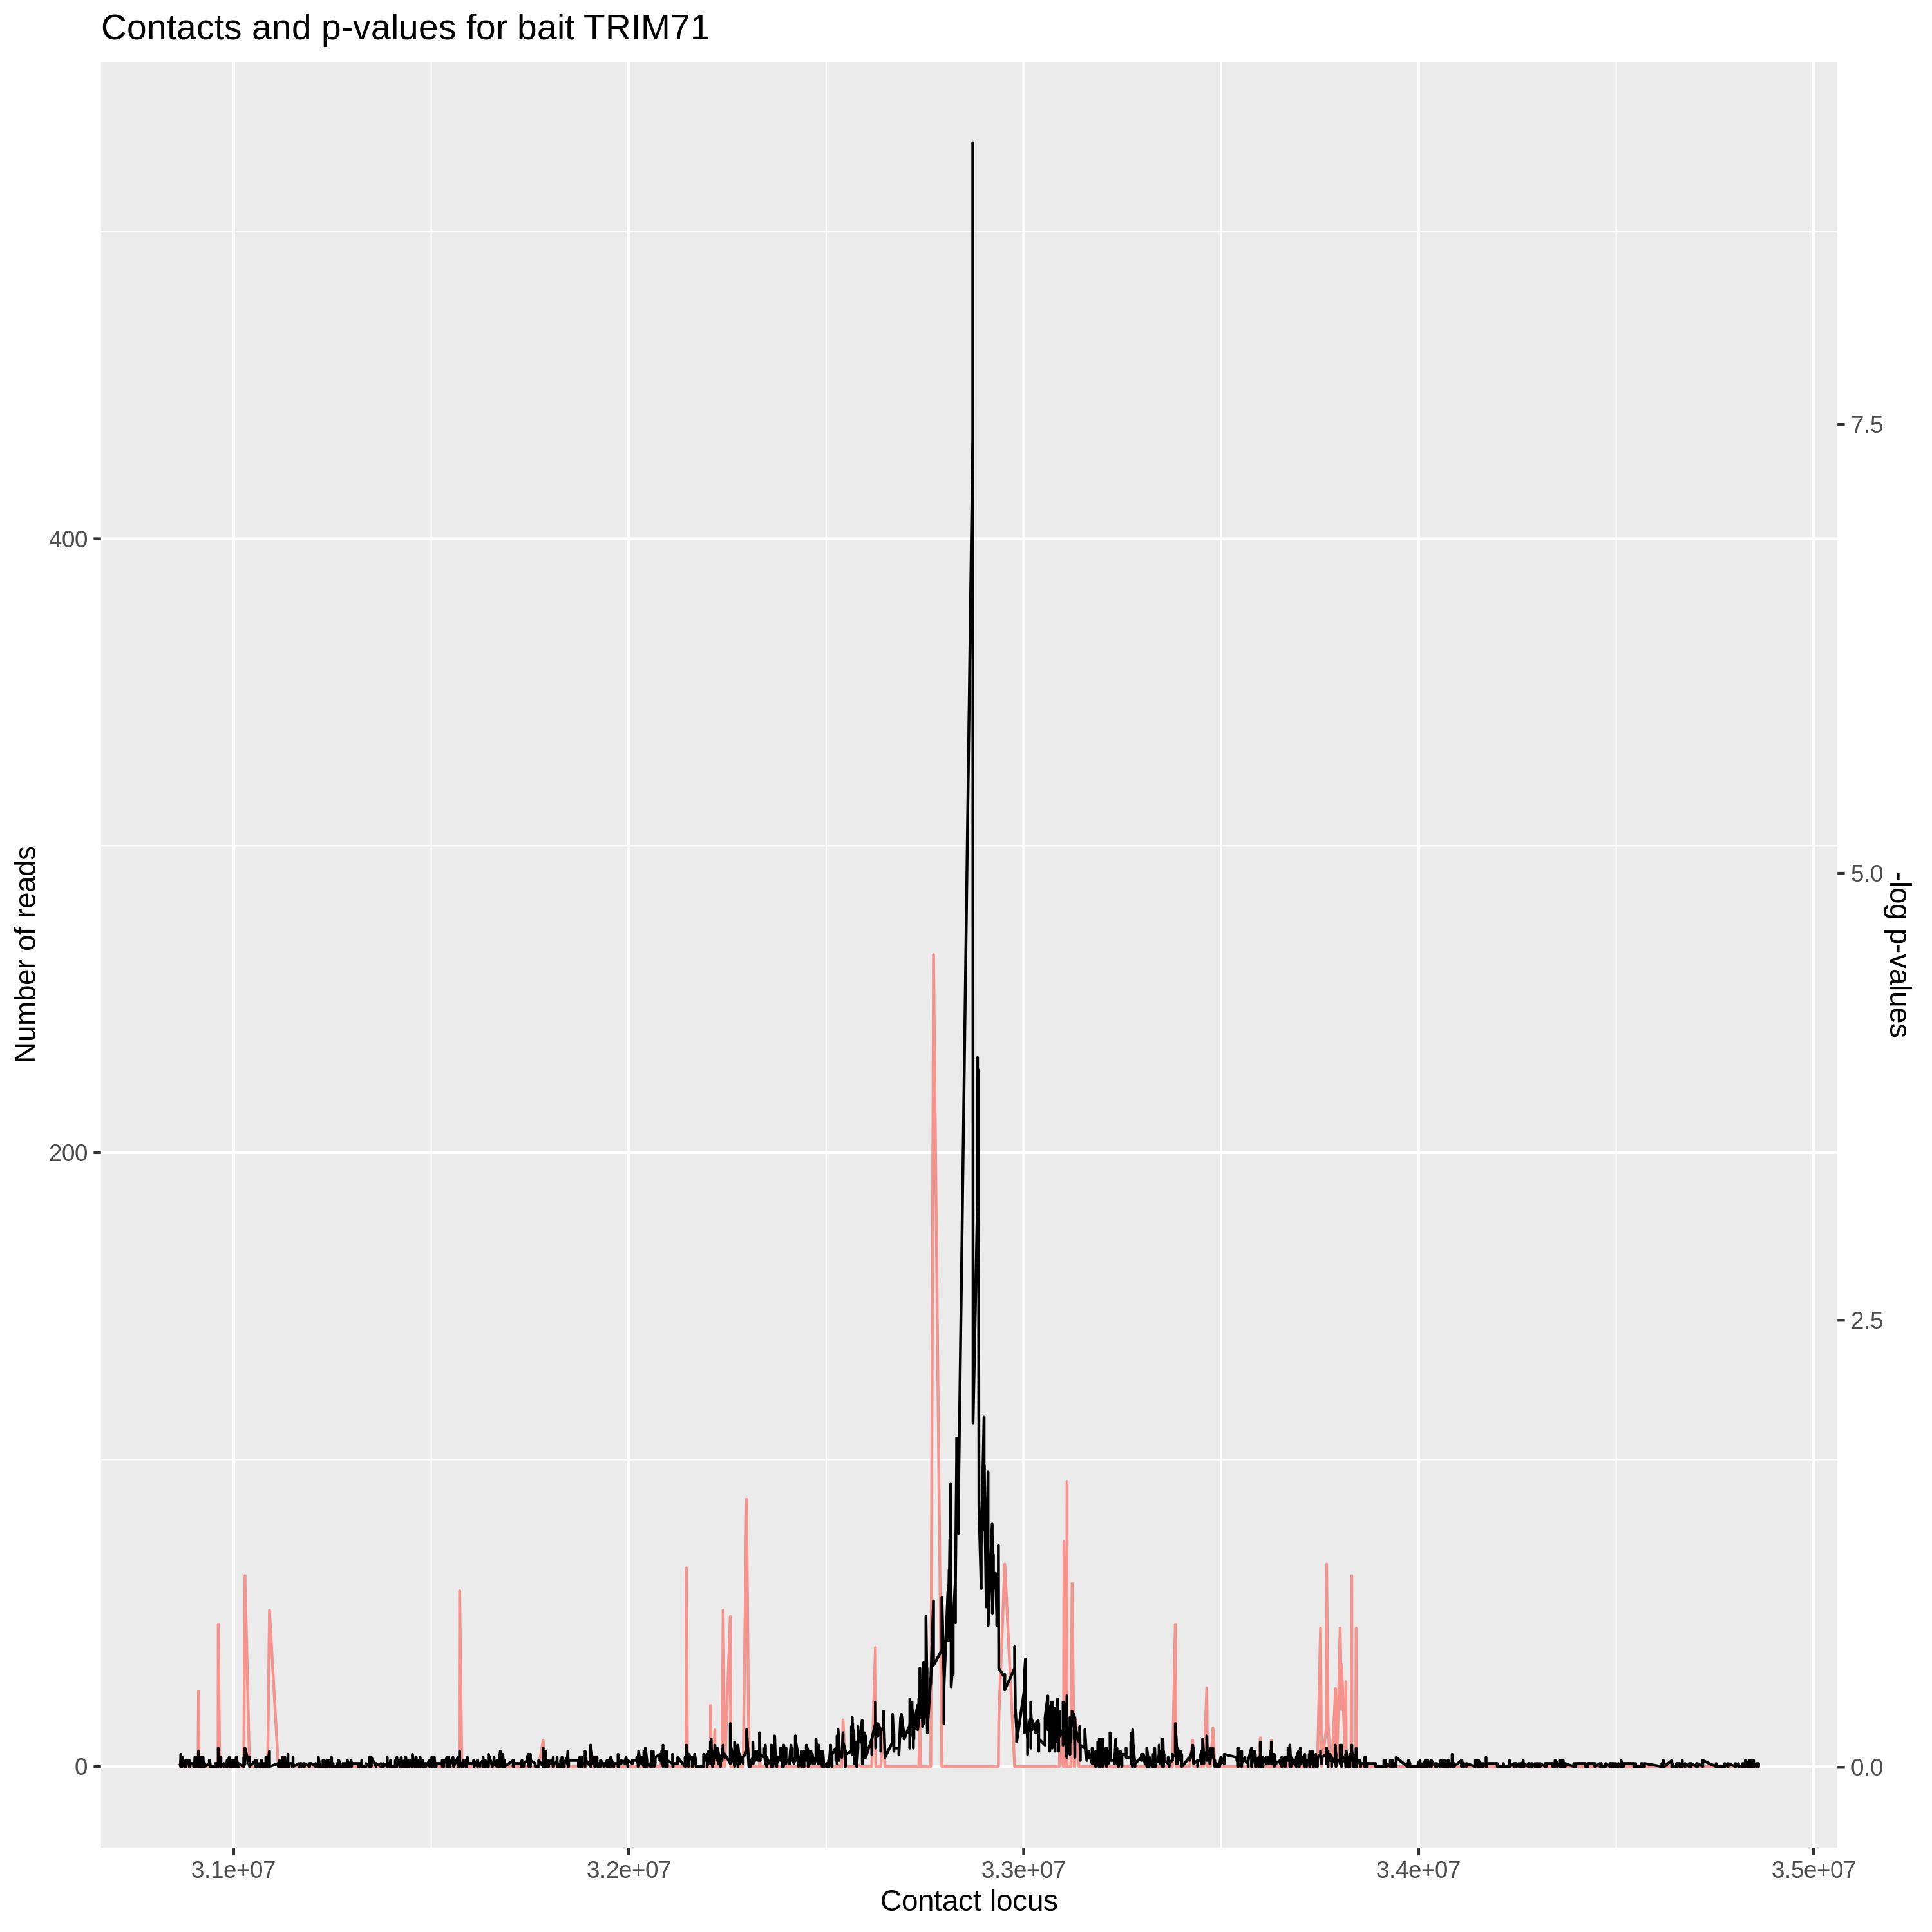 Contacts and p-values for bait TRIM71
Number of reads
400
200
0
7.5
5.0
2.5
0.0
-log p-values
3.1e+07 3.2e+07 3.3e+07 3.4e+07 3.5e+07
Contact locus